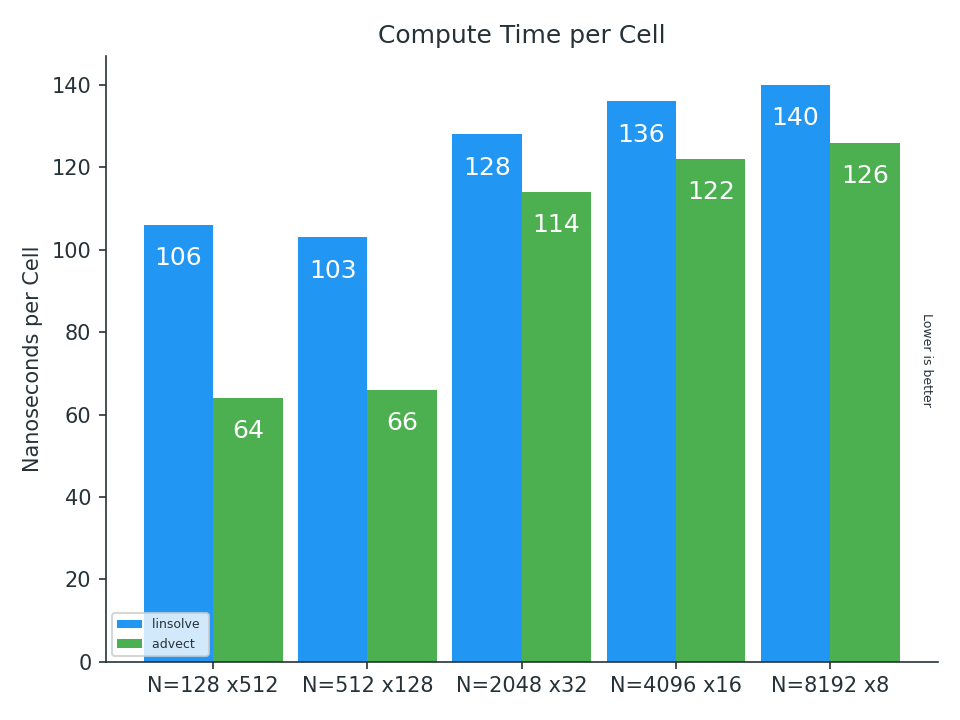 Compute Time per Cell
Nanoseconds per Cell
140
120
100
80
60
40
20
0
106
64
103
66
128
114
136
122
140
126
Lower is better
linsolve
advect
N=128 x512
N=512 x128
N=2048 x32
N=4096 x16
N=8192 x8